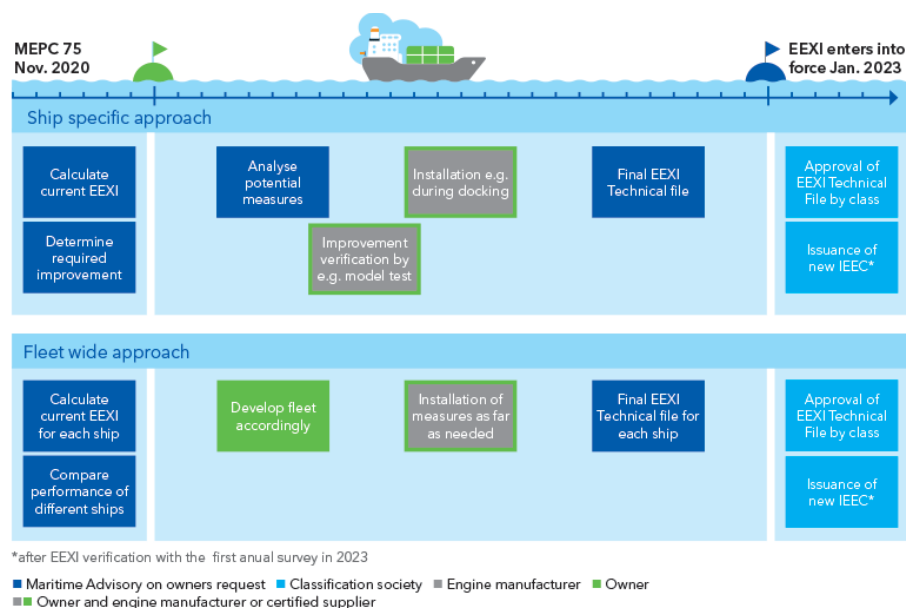 MEPC 75
Nov. 2020
EEXI enters into
force Jan. 2023
Ship specific approach
Calculate
current EEXI
Determine
required
improvement
Analyse
potential
measures
Improvement
verification by
e.g. model test
Installation e.g.
during docking
Final EEXI
Technical file
Approval of
EEXI Technical
File by class
Issuance of
new IEEC*
Fleet wide approach
Calculate
current EEXI
for each ship
Compare
performance of
different ships
Develop fleet
accordingly
Installation of
measures as far
as needed
Final EEXI
Technical file for
each ship
Approval of
EEXI Technical
File by class
Issuance of
new IEEC*
*after EEXI verification with the first anual survey in 2023
Maritime Advisory on owners request
Classification society
Engine manufacturer
Owner
Owner and engine manufacturer or certified supplier